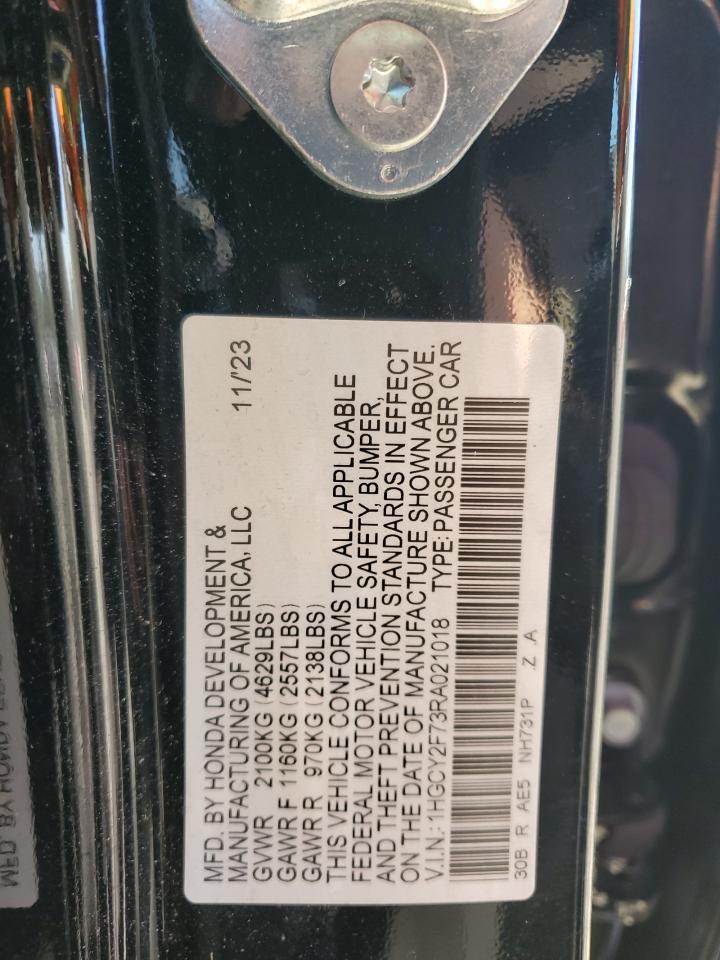 MFD. BY HONDA DEVELOPMENT &
MANUFACTURING OF AMERICA, LLC 11/'23
GVWR 2100KG (4629LBS)
GAWR F 1160KG (2557LBS)
GAWR R 970KG (2138LBS)
THIS VEHICLE CONFORMS TO ALL APPLICABLE
FEDERAL MOTOR VEHICLE SAFETY, BUMPER,
AND THEFT PREVENTION STANDARDS IN EFFECT
ON THE DATE OF MANUFACTURE SHOWN ABOVE.
V.I.N.: 1HGCY2F73RA021018 TYPE: PASSENGER CAR
30B R AE5 NH731P .Z .A